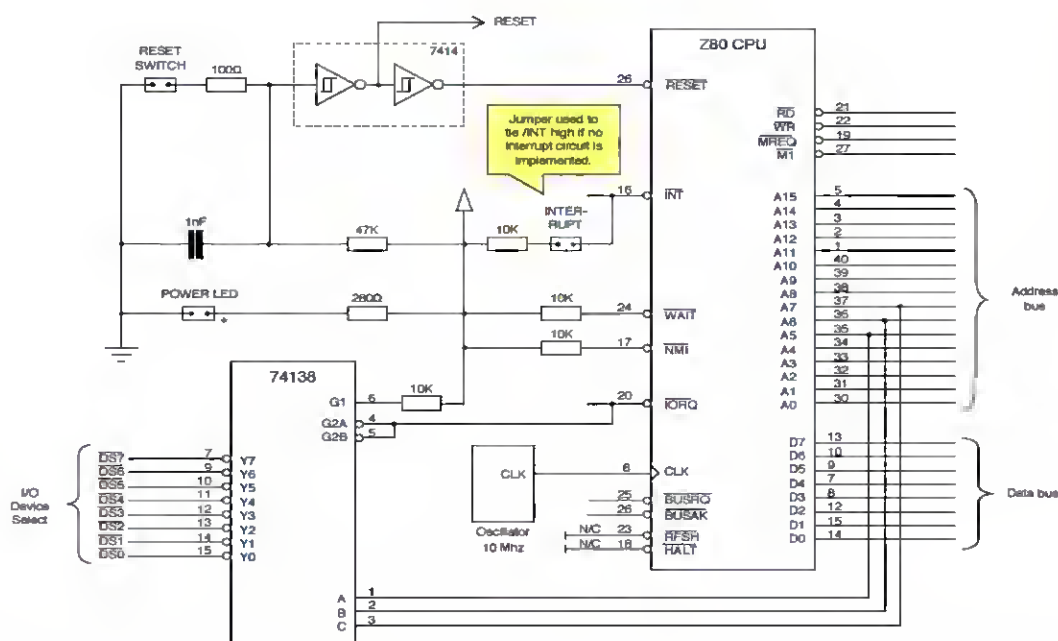 RESET
7414
RESET
SWITCH
100Ω
Z80 CPU
26
RESET
Jumper used to
tie /INT high if no
interrupt circuit is
implemented.
RD
21
WR
22
MREQ
19
M1
27
16
INT
INTER-
RUPT
10K
1nF
47K
POWER LED
+
280Ω
10K
24
WAIT
10K
17
NMI
A15
5
A14
4
A13
3
A12
2
A11
1
A10
40
A9
39
A8
38
A7
37
A6
36
A5
35
A4
34
A3
33
A2
32
A1
31
A0
30
Address
bus
74138
G1
6
10K
G2A
4
G2B
5
20
IORQ
CLK
6
CLK
Oscillator
10 Mhz
25
BUSRQ
26
BUSAK
N/C
23
RFSH
N/C
18
HALT
D7
13
D6
10
D5
9
D4
7
D3
8
D2
12
D1
15
D0
14
Data bus
I/O
Device
Select
DS7
7
Y7
DS6
9
Y6
DS5
10
Y5
DS4
11
Y4
DS3
12
Y3
DS2
13
Y2
DS1
14
Y1
DS0
15
Y0
A
1
B
2
C
3